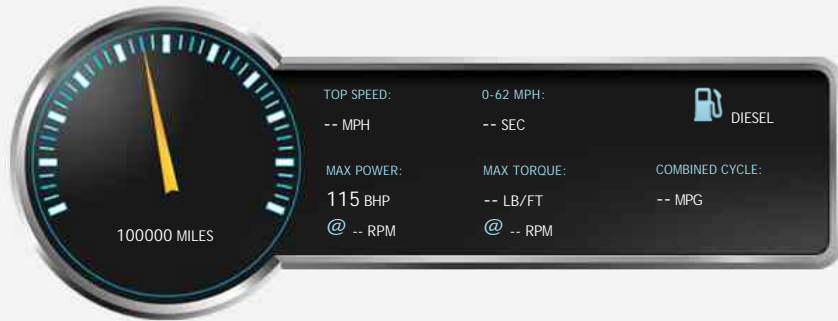 100000 MILES
TOP SPEED:
-- MPH
0-62 MPH:
-- SEC
DIESEL
MAX POWER:
115 BHP
@ -- RPM
MAX TORQUE:
-- LB/FT
@ -- RPM
COMBINED CYCLE:
-- MPG